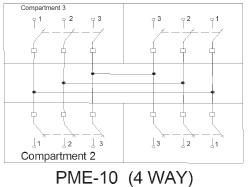 Compartment 3
1 2 3 1 2 3
1 2 3 3 2 1
Compartment 2
PME-10 (4 WAY)